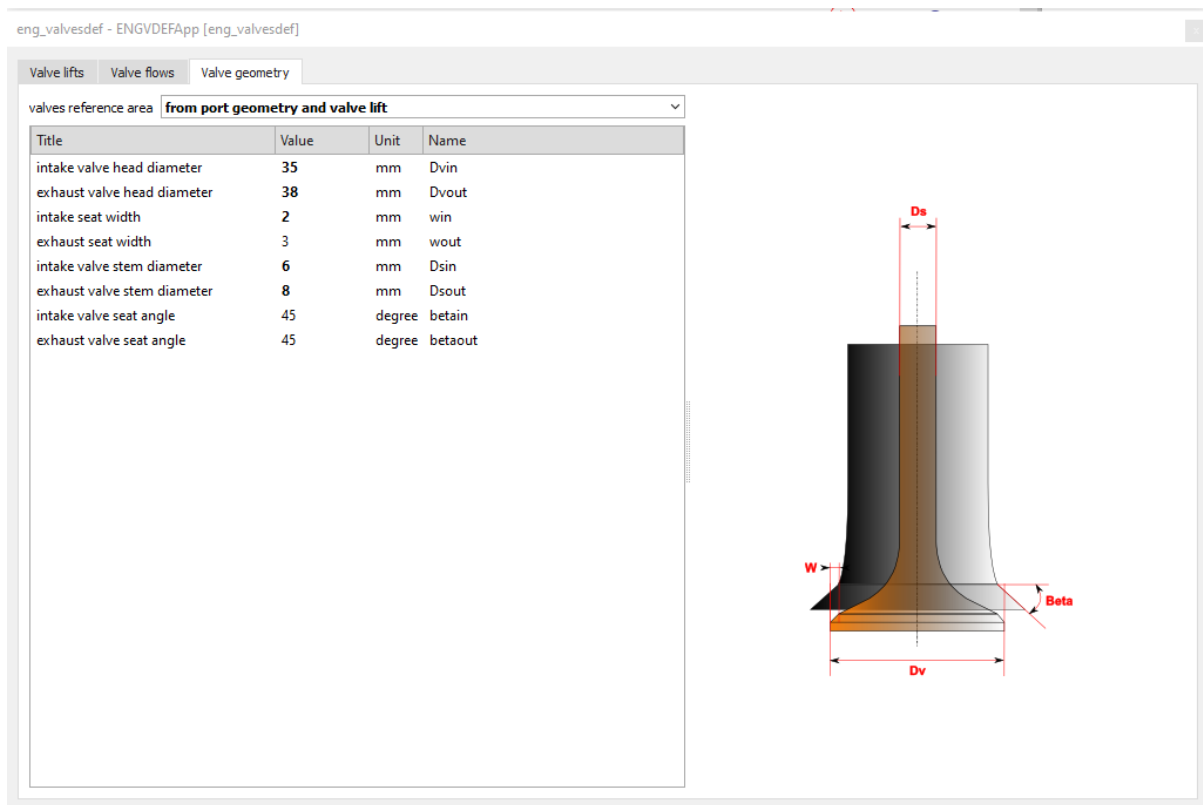 eng_valvesdef - ENGVDEFApp [eng_valvesdef]
Valve lifts Valve flows Valve geometry
valves reference area from port geometry and valve lift
Title Value Unit Name
intake valve head diameter 35 mm Dvin
exhaust valve head diameter 38 mm Dvout
intake seat width 2 mm win
exhaust seat width 3 mm wout
intake valve stem diameter 6 mm Dsin
exhaust valve stem diameter 8 mm Dsout
intake valve seat angle 45 degree betain
exhaust valve seat angle 45 degree betaout
Ds
W
Beta
Dv